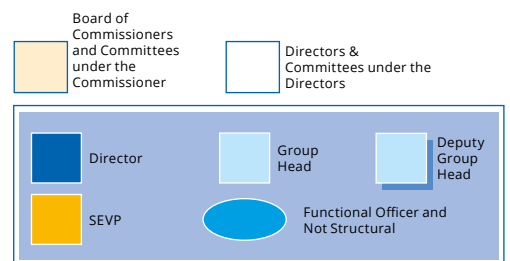 Board of
Commissioners
and Committees
under the
Commissioner
Directors &
Committees under the
Directors
Director
Group
Head
Deputy
Group
Head
SEVP
Functional Officer and
Not Structural